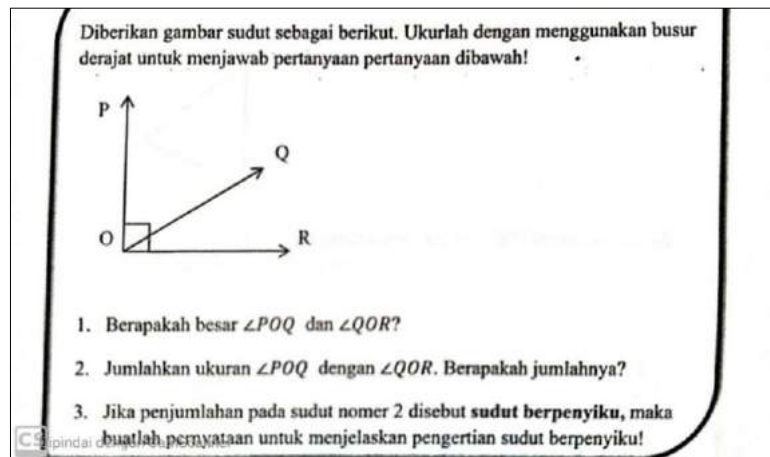 Diberikan gambar sudut sebagai berikut. Ukurlah dengan menggunakan busur
derajat untuk menjawab pertanyaan pertanyaan dibawah!
P
Q
O
R
1. Berapakah besar ∠POQ dan ∠QOR?
2. Jumlahkan ukuran ∠POQ dengan ∠QOR. Berapakah jumlahnya?
3. Jika penjumlahan pada sudut nomer 2 disebut sudut berpenyiku, maka
buatlah pernyataan untuk menjelaskan pengertian sudut berpenyiku!
CS